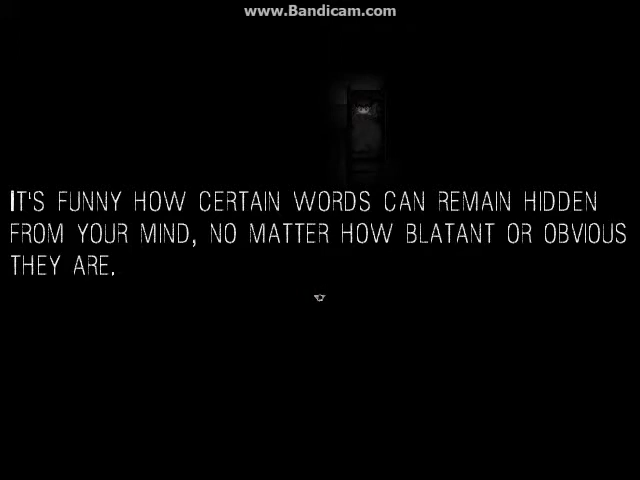 www.Bandicam.com
IT'S FUNNY HOW CERTAIN WORDS CAN REMAIN HIDDEN
FROM YOUR MIND, NO MATTER HOW BLATANT OR OBVIOUS
THEY ARE.